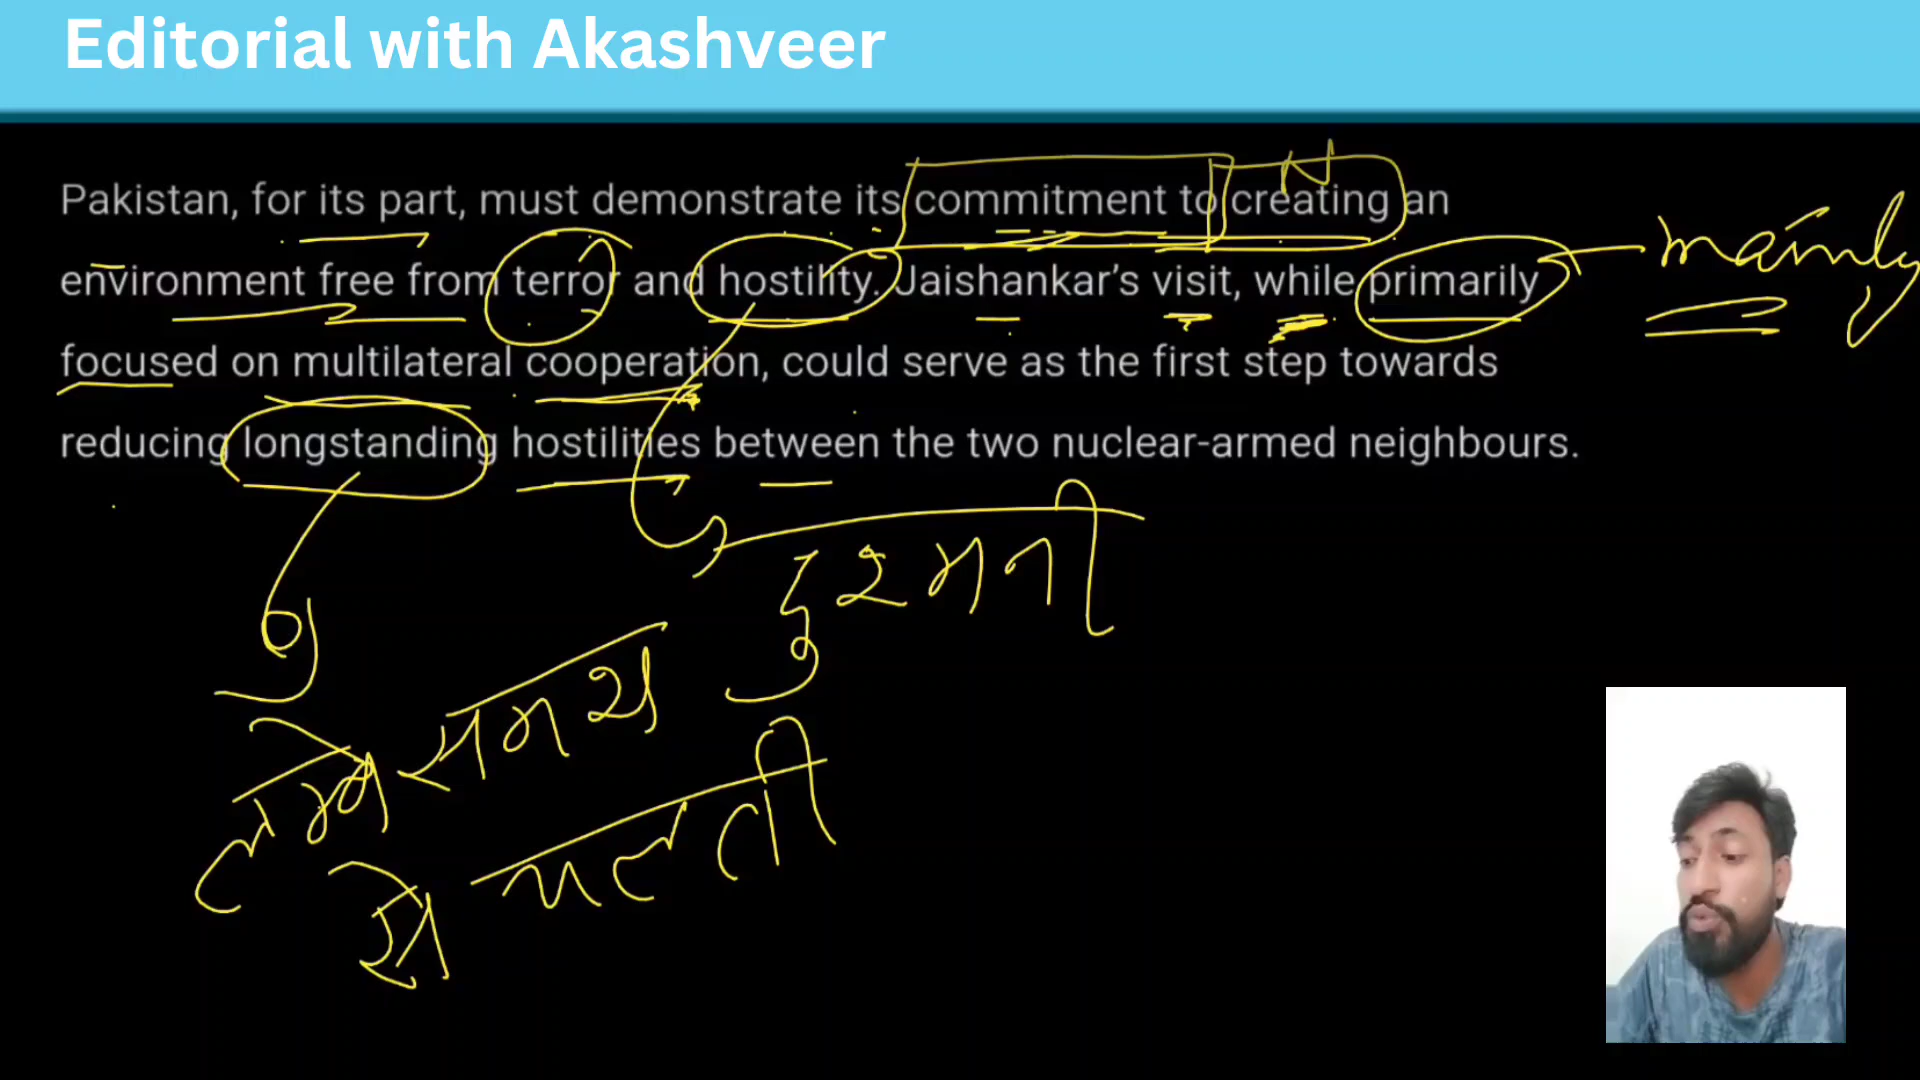 Editorial with Akashveer
Pakistan, for its part, must demonstrate its commitment to creating an
environment free from terror and hostility. Jaishankar’s visit, while primarily
mainly
focused on multilateral cooperation, could serve as the first step towards
reducing longstanding hostilities between the two nuclear-armed neighbours.
दुश्मनी
लम्बे समय
से चलती